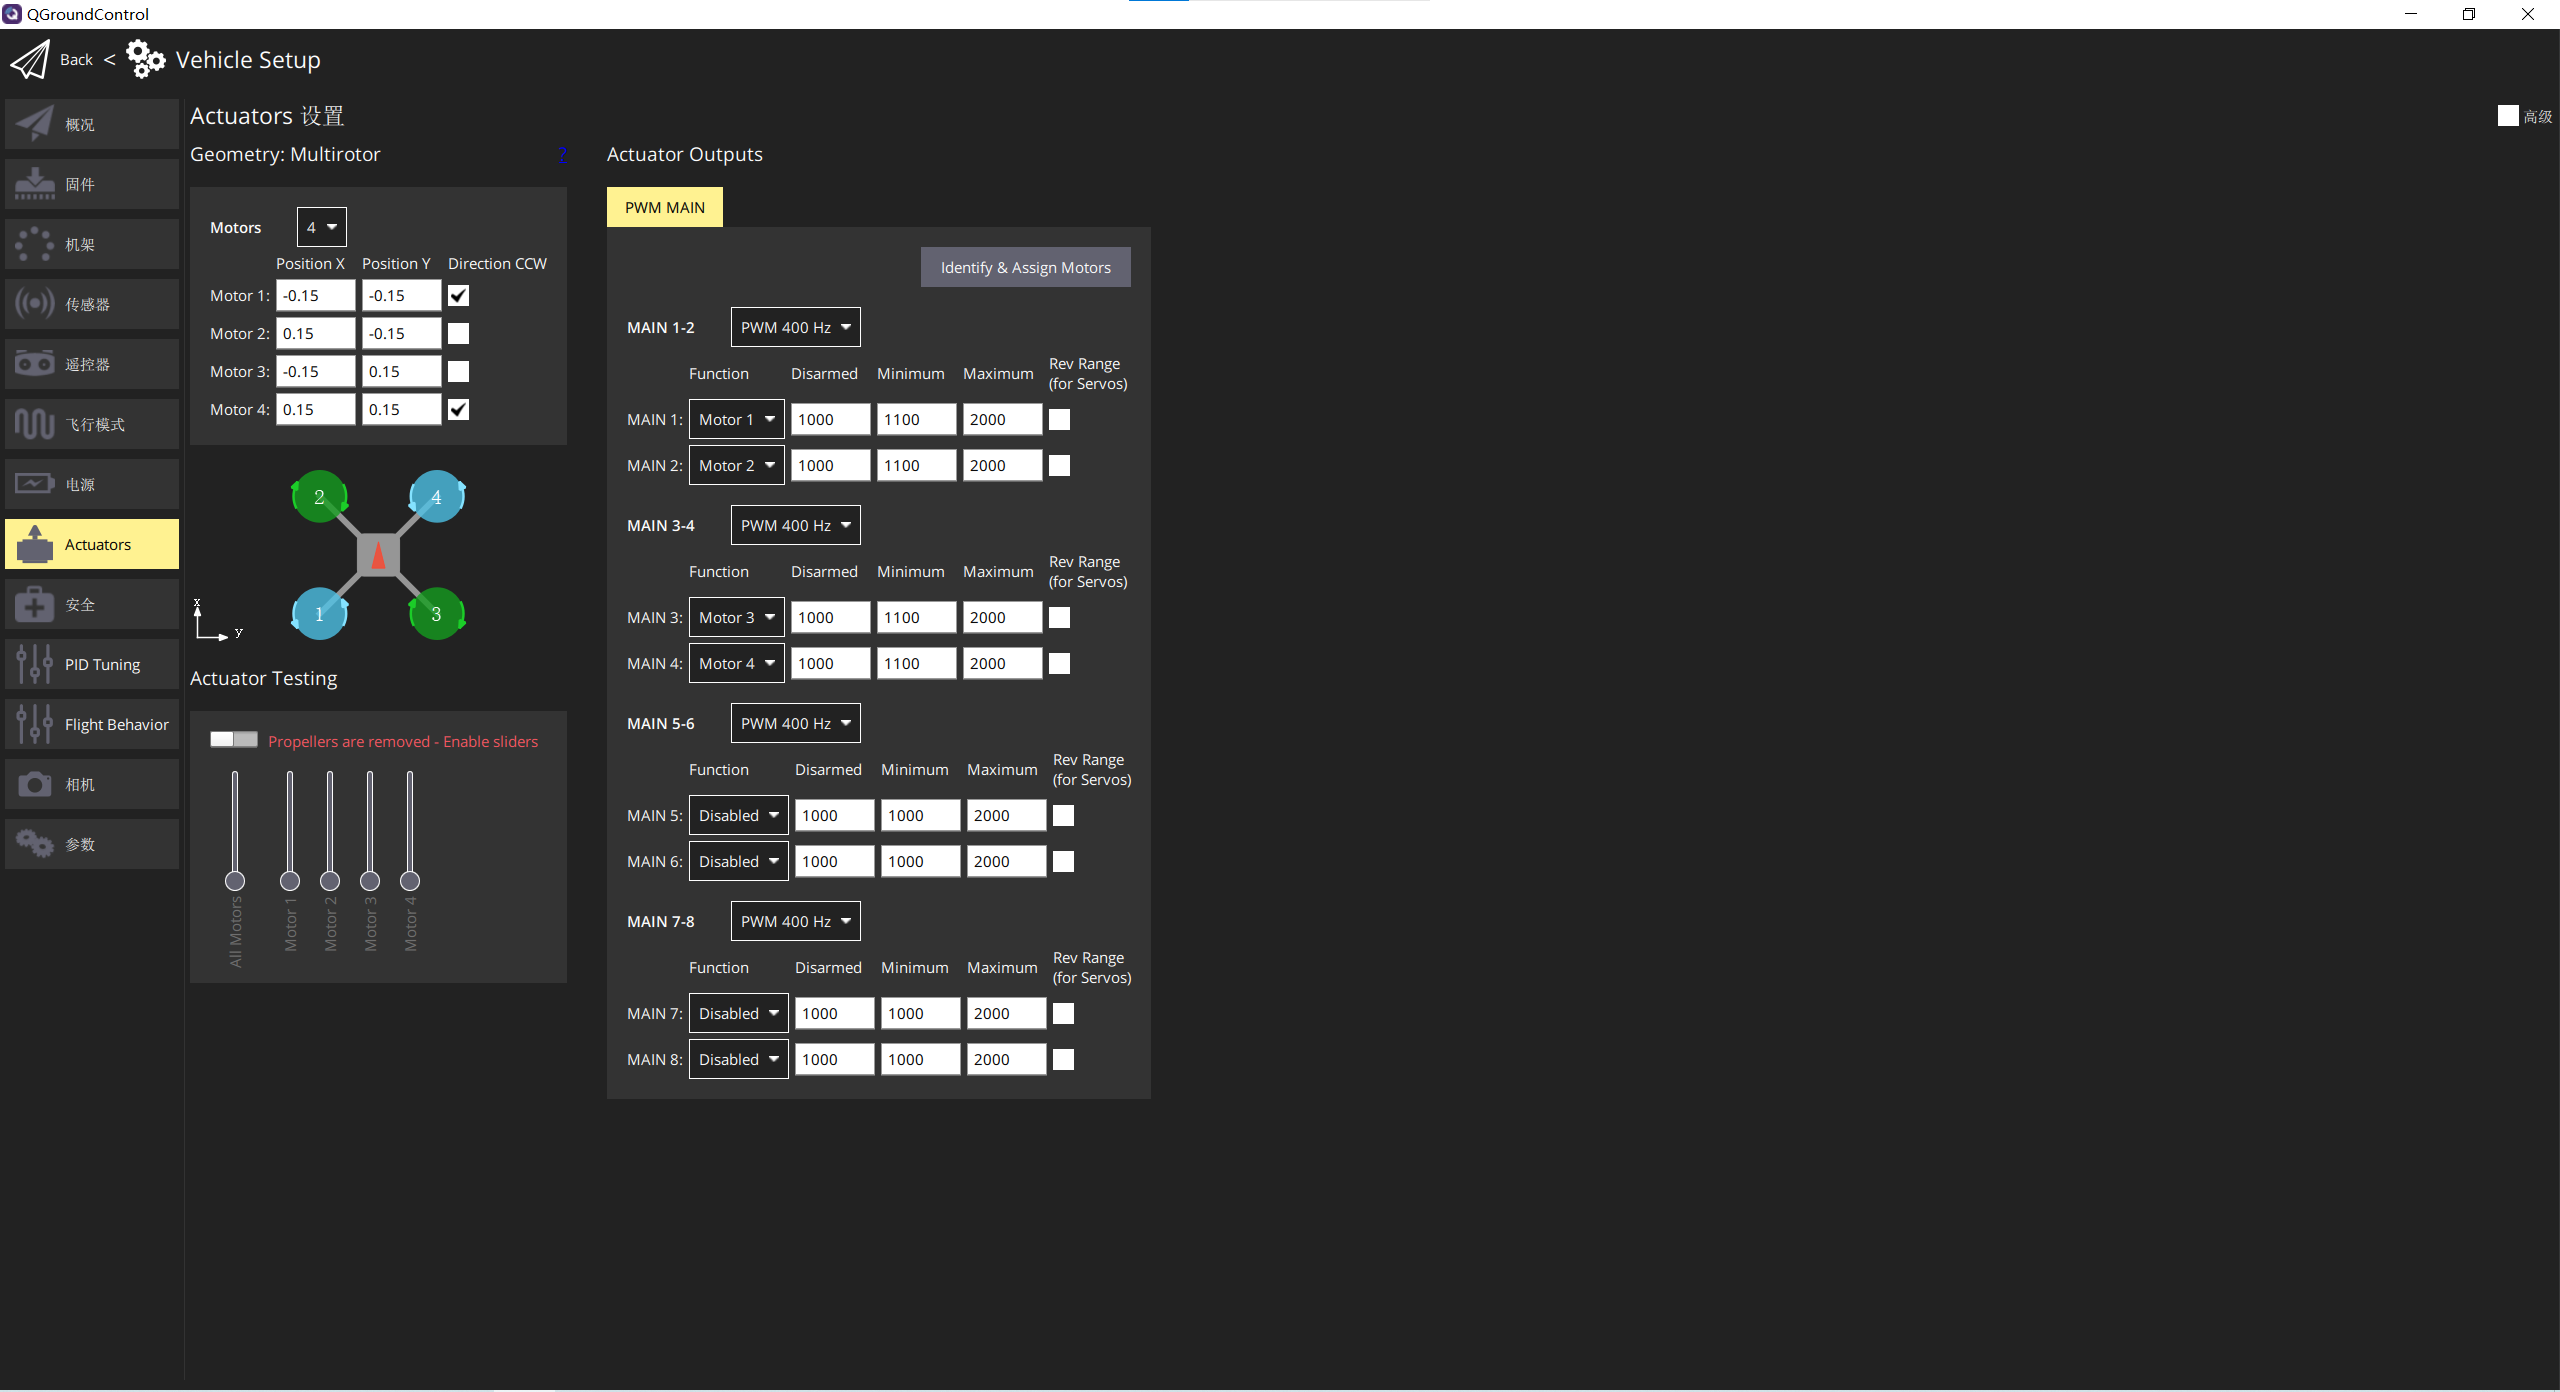 QGroundControl
Back < Vehicle Setup
概况
固件
机架
传感器
遥控器
飞行模式
电源
Actuators
安全
PID Tuning
Flight Behavior
相机
参数
Actuators 设置
高级
Geometry: Multirotor ?
Motors 4
Position X Position Y Direction CCW
Motor 1: -0.15 -0.15
Motor 2: 0.15 -0.15
Motor 3: -0.15 0.15
Motor 4: 0.15 0.15
2 4
1 3
x
y
Actuator Testing
Propellers are removed - Enable sliders
All Motors
Motor 1
Motor 2
Motor 3
Motor 4
Actuator Outputs
PWM MAIN
Identify & Assign Motors
MAIN 1-2 PWM 400 Hz
Function Disarmed Minimum Maximum Rev Range
(for Servos)
MAIN 1: Motor 1 1000 1100 2000
MAIN 2: Motor 2 1000 1100 2000
MAIN 3-4 PWM 400 Hz
Function Disarmed Minimum Maximum Rev Range
(for Servos)
MAIN 3: Motor 3 1000 1100 2000
MAIN 4: Motor 4 1000 1100 2000
MAIN 5-6 PWM 400 Hz
Function Disarmed Minimum Maximum Rev Range
(for Servos)
MAIN 5: Disabled 1000 1000 2000
MAIN 6: Disabled 1000 1000 2000
MAIN 7-8 PWM 400 Hz
Function Disarmed Minimum Maximum Rev Range
(for Servos)
MAIN 7: Disabled 1000 1000 2000
MAIN 8: Disabled 1000 1000 2000